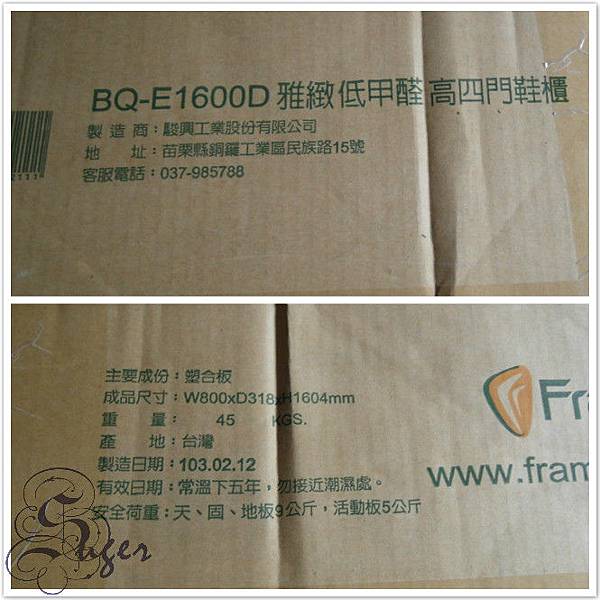 BQ-E1600D 雅緻低甲醛 高四門鞋櫃
製 造 商：駿興工業股份有限公司
地 址：苗栗縣銅鑼工業區民族路15號
客服電話：037-985788
主要成份：塑合板
成品尺寸：W800xD318xH1604mm
重 量： 45 KGS.
產 地：台灣
製造日期：103.02.12
有效日期：常溫下五年，勿接近潮濕處。
安全荷重：天、固、地板9公斤，活動板5公斤
Fra
www.fram
Suger